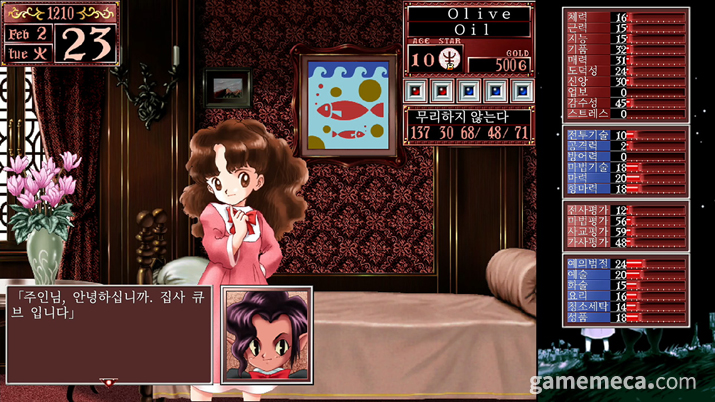 1210
Feb 2
Tue 火
23
Olive
Oil
AGE STAR
10
GOLD
500G
무리하지 않는다
137 30 68/ 48/ 71
체력 16
근력 15
지능 15
기품 32
매력 31
도덕성 24
신앙 30
업보 0
감수성 45
스트레스 0
전투기술 10
공격력 2
방어력 0
마법기술 18
마력 20
항마력 18
전사평가 12
마법평가 56
사교평가 59
가사평가 48
예의범절 24
예술 20
화술 15
요리 16
청소세탁 14
성품 18
「주인님, 안녕하십니까. 집사 큐
브 입니다」
gamemeca.com